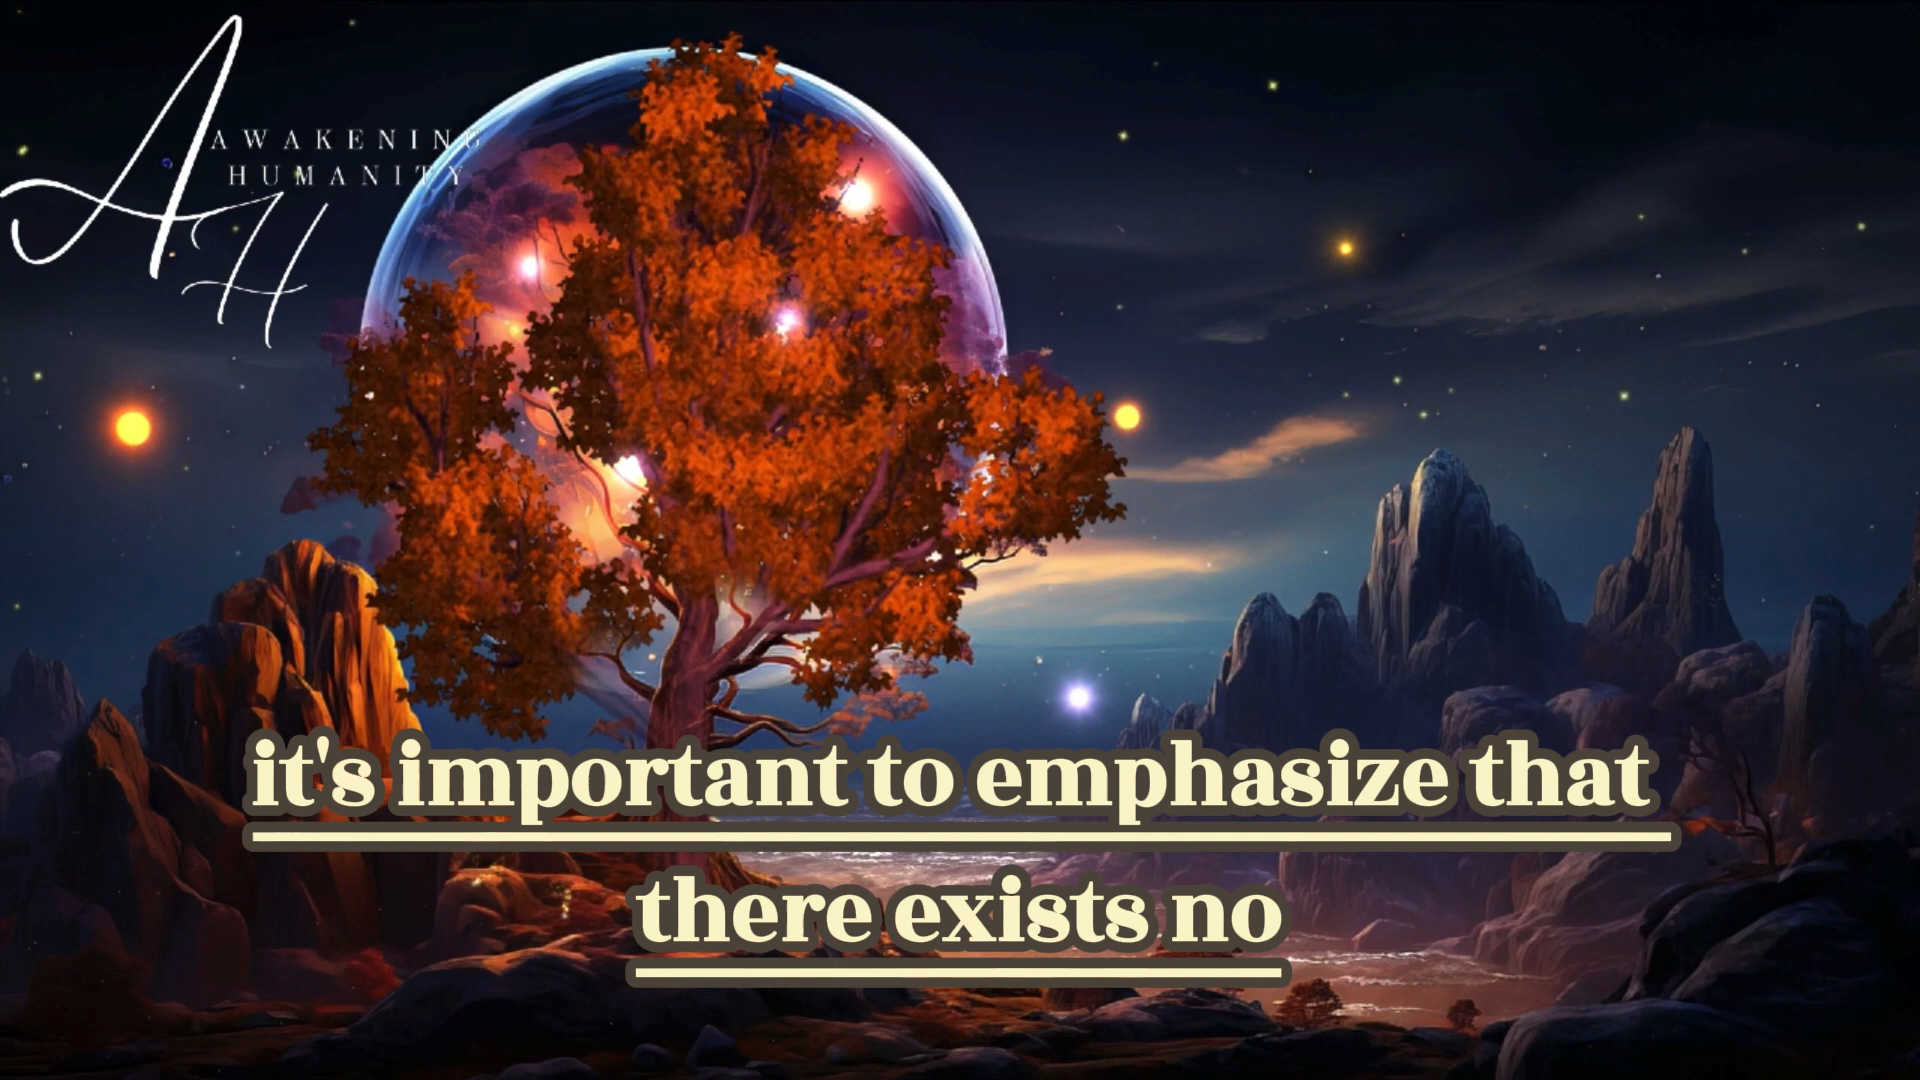 A
AWAKENING
HUMANITY
H
it's important to emphasize that
there exists no